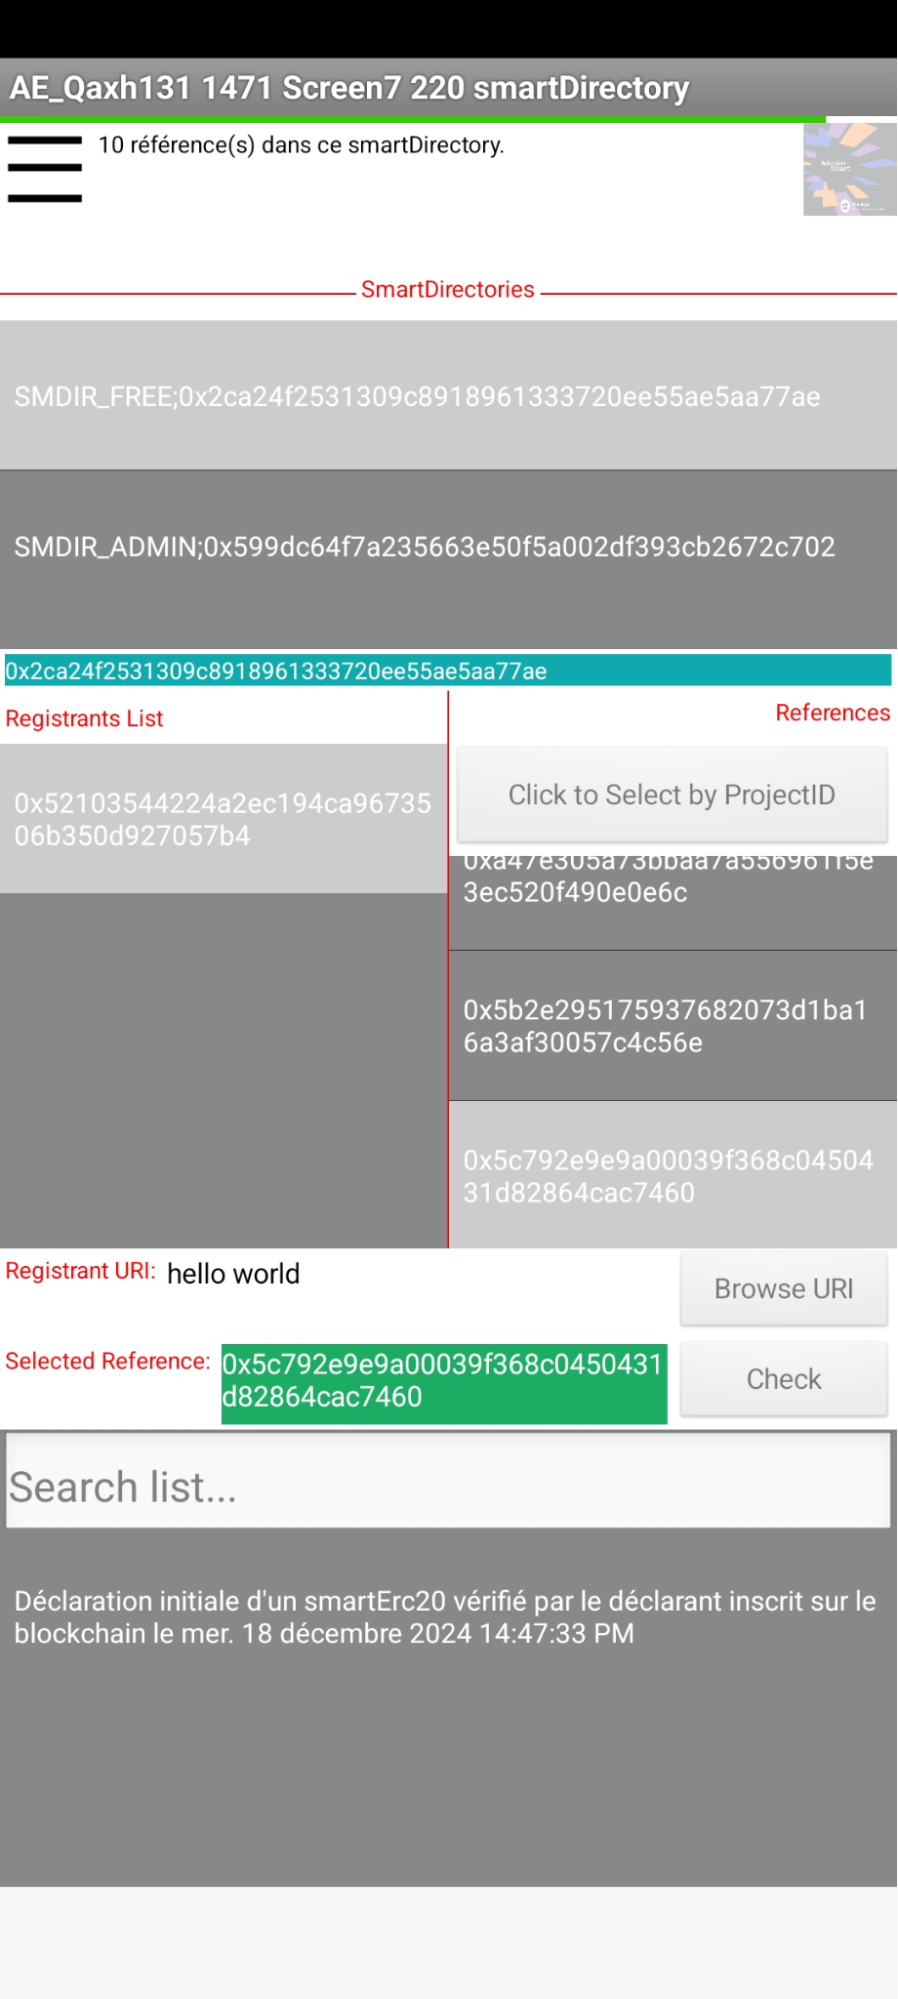 AE_Qaxh131 1471 Screen7 220 smartDirectory
10 référence(s) dans ce smartDirectory.
SmartDirectories
SMDIR_FREE;0x2ca24f2531309c8918961333720ee55ae5aa77ae
SMDIR_ADMIN;0x599dc64f7a235663e50f5a002df393cb2672c702
0x2ca24f2531309c8918961333720ee55ae5aa77ae
Registrants List
0x52103544224a2ec194ca96735
06b350d927057b4
References
Click to Select by ProjectID
0xa47e305a73bbaa7a556961f5e
3ec520f490e0e6c
0x5b2e295175937682073d1ba1
6a3af30057c4c56e
0x5c792e9e9a00039f368c04504
31d82864cac7460
Registrant URI: hello world
Browse URI
Selected Reference: 0x5c792e9e9a00039f368c0450431
d82864cac7460
Check
Search list...
Déclaration initiale d'un smartErc20 vérifié par le déclarant inscrit sur le
blockchain le mer. 18 décembre 2024 14:47:33 PM